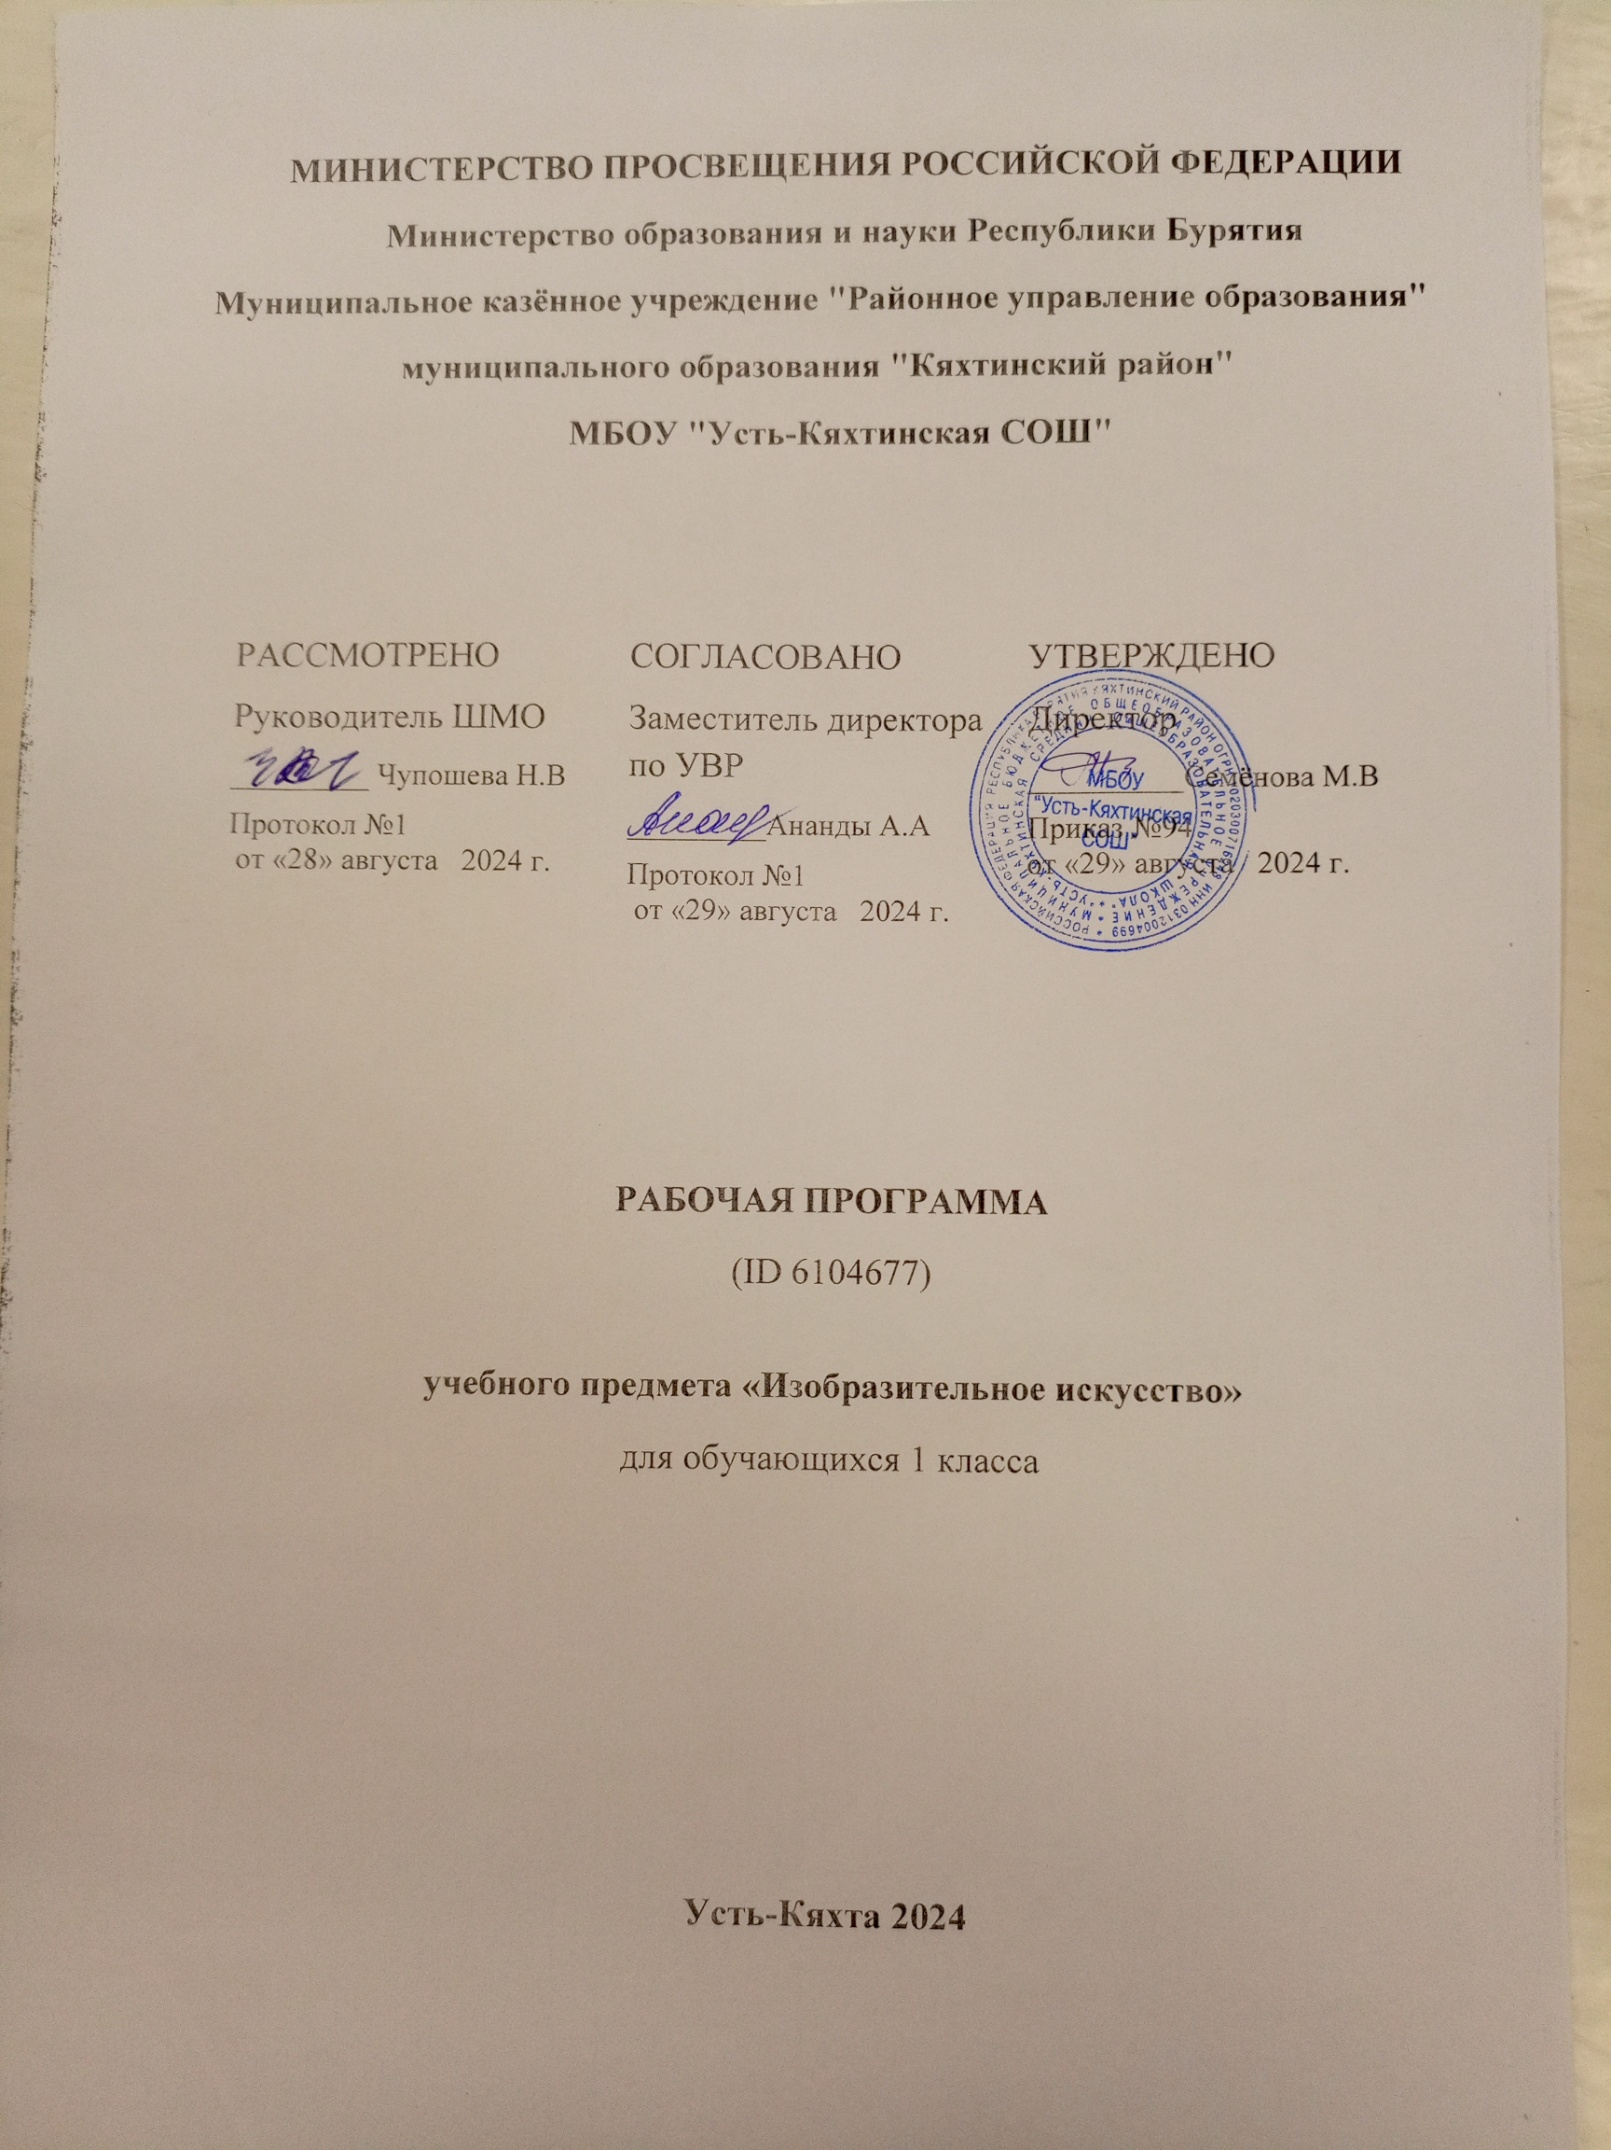 МИНИСТЕРСТВО ПРОСВЕЩЕНИЯ РОССИЙСКОЙ ФЕДЕРАЦИИ
Министерство образования и науки Республики Бурятия
Муниципальное казённое учреждение "Районное управление образования"
муниципального образования "Кяхтинский район"
МБОУ "Усть-Кяхтинская СОШ"
РАССМОТРЕНО
Руководитель ШМО
Чупошева Н.В
Протокол №1
от «28» августа 2024 г.
СОГЛАСОВАНО
Заместитель директора
по УВР
Ананды А.А
Протокол №1
от «29» августа 2024 г.
УТВЕРЖДЕНО
Директор
Семёнова М.В
Приказ №94
от «29» августа 2024 г.
МБОУ
"Усть-Кяхтинская
СОШ"
РАБОЧАЯ ПРОГРАММА
(ID 6104677)
учебного предмета «Изобразительное искусство»
для обучающихся 1 класса
Усть-Кяхта 2024